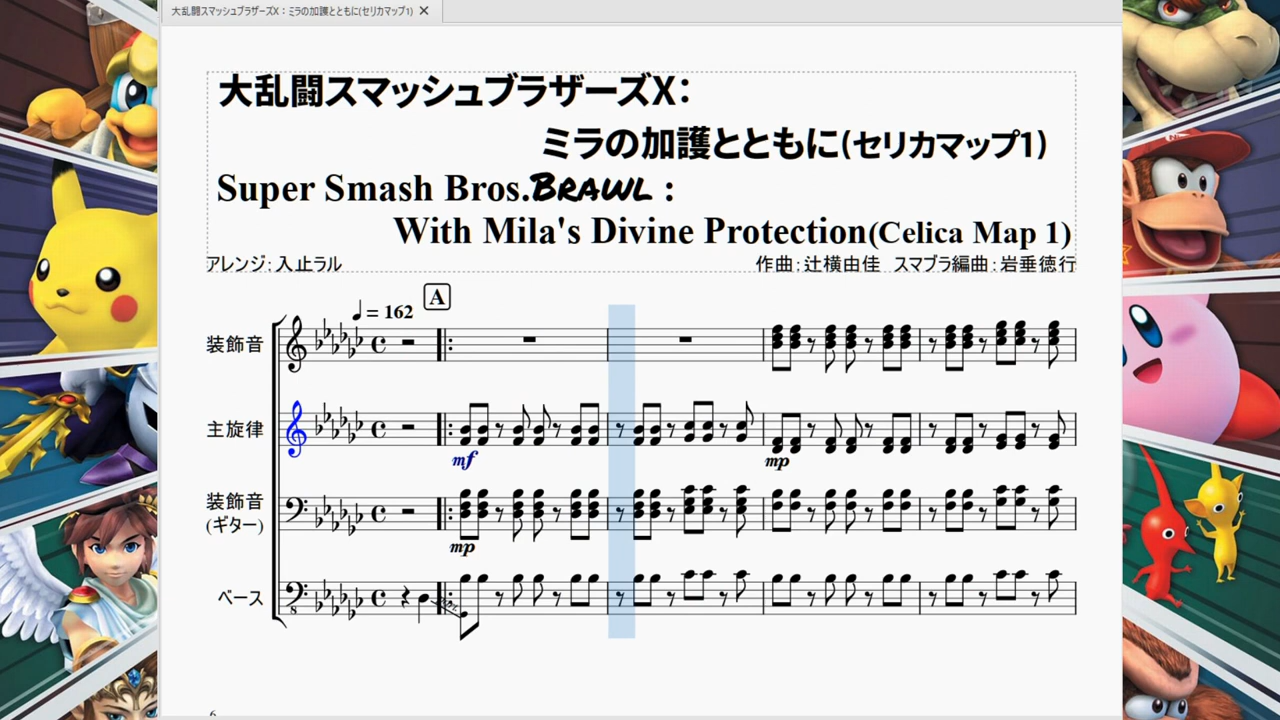 大乱闘スマッシュブラザーズX：ミラの加護とともに(セリカマップ1) ✕
大乱闘スマッシュブラザーズX：
ミラの加護とともに(セリカマップ1)
Super Smash Bros.BRAWL :
With Mila's Divine Protection(Celica Map 1)
アレンジ：入止ラル
作曲：辻横由佳 スマブラ編曲：岩垂徳行
= 162
A
装飾音
主旋律
mf
mp
装飾音
(ギター)
mp
ベース
8
6